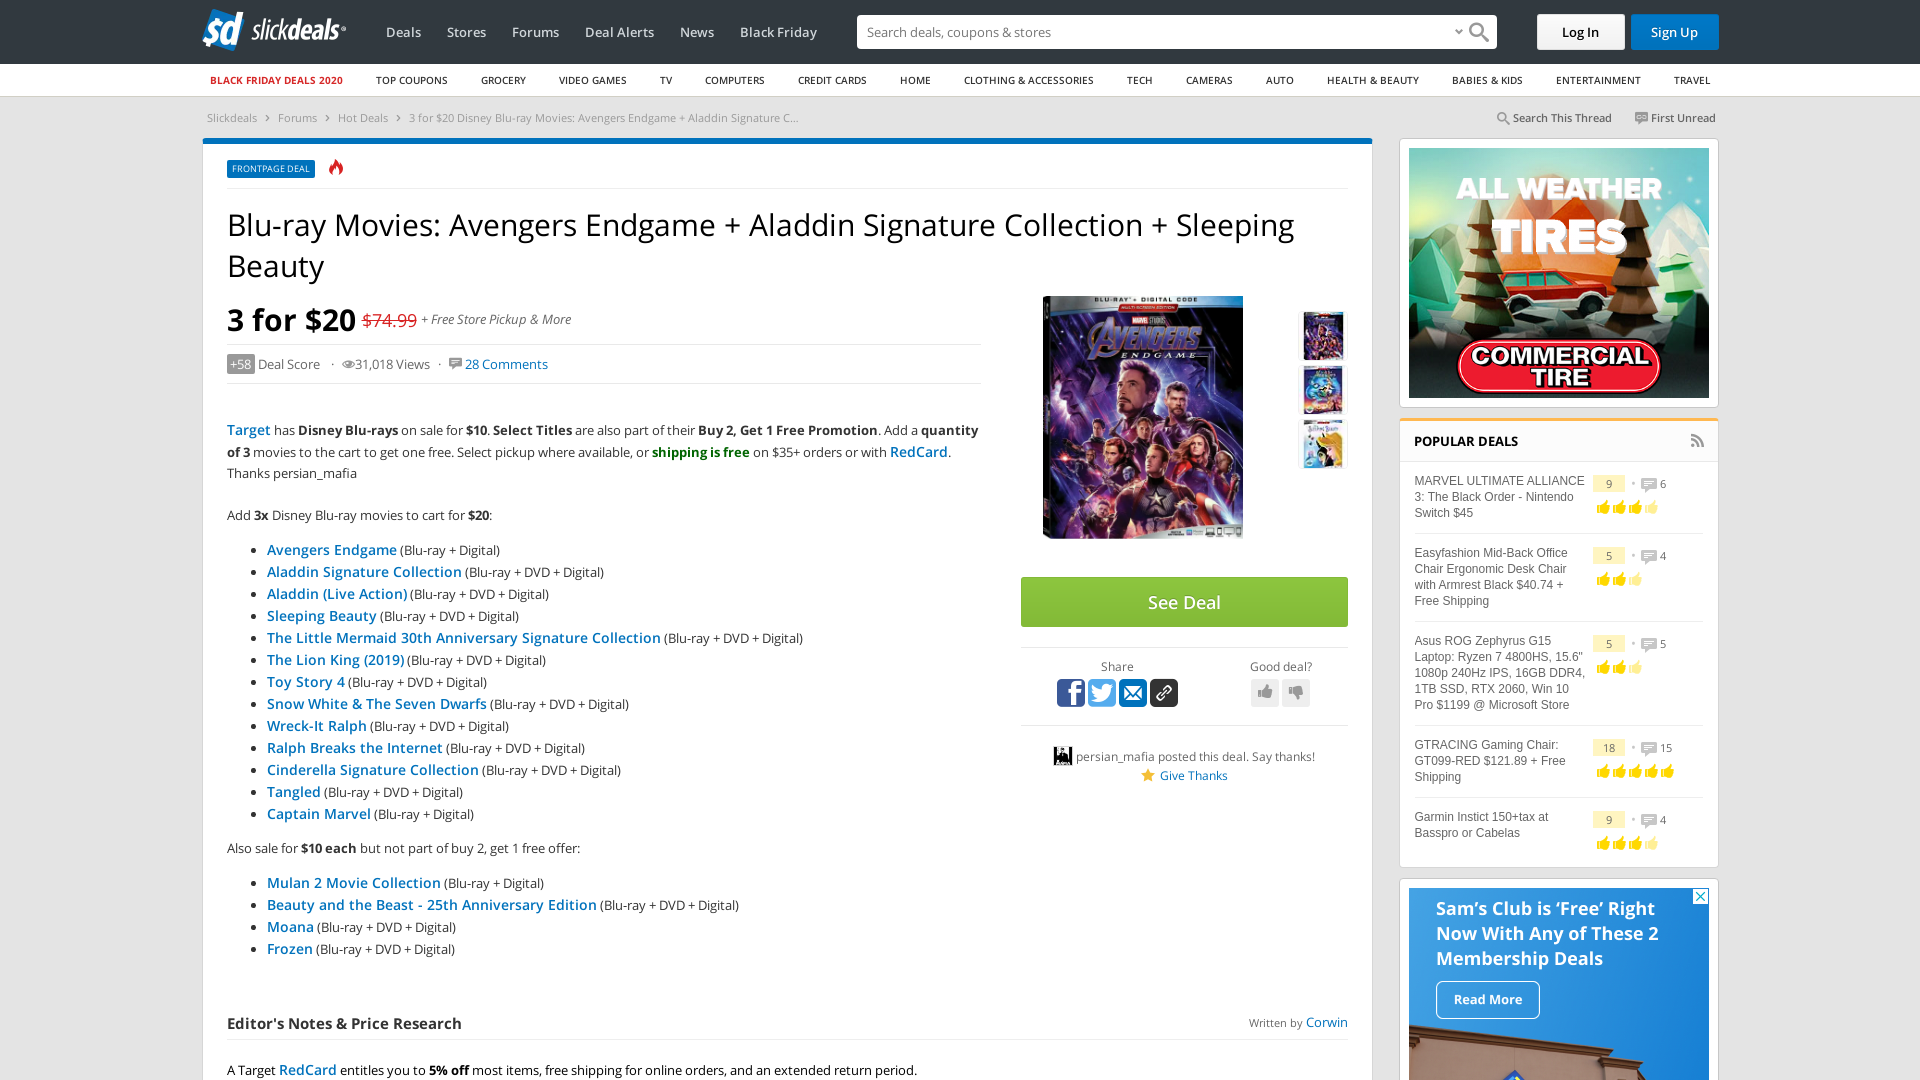 slickdeals
Deals
Stores
Forums
Deal Alerts
News
Black Friday
Search deals, coupons & stores
Log In
Sign Up
BLACK FRIDAY DEALS 2020
TOP COUPONS
GROCERY
VIDEO GAMES
TV
COMPUTERS
CREDIT CARDS
HOME
CLOTHING & ACCESSORIES
TECH
CAMERAS
AUTO
HEALTH & BEAUTY
BABIES & KIDS
ENTERTAINMENT
TRAVEL
Slickdeals > Forums > Hot Deals > 3 for $20 Disney Blu-ray Movies: Avengers Endgame + Aladdin Signature C...
Search This Thread
First Unread
FRONTPAGE DEAL
Blu-ray Movies: Avengers Endgame + Aladdin Signature Collection + Sleeping
Beauty
3 for $20 $74.99 + Free Store Pickup & More
+58 Deal Score · 31,018 Views · 28 Comments
Target has Disney Blu-rays on sale for $10. Select Titles are also part of their Buy 2, Get 1 Free Promotion. Add a quantity
of 3 movies to the cart to get one free. Select pickup where available, or shipping is free on $35+ orders or with RedCard.
Thanks persian_mafia
Add 3x Disney Blu-ray movies to cart for $20:
Avengers Endgame (Blu-ray + Digital)
Aladdin Signature Collection (Blu-ray + DVD + Digital)
Aladdin (Live Action) (Blu-ray + DVD + Digital)
Sleeping Beauty (Blu-ray + DVD + Digital)
The Little Mermaid 30th Anniversary Signature Collection (Blu-ray + DVD + Digital)
The Lion King (2019) (Blu-ray + DVD + Digital)
Toy Story 4 (Blu-ray + DVD + Digital)
Snow White & The Seven Dwarfs (Blu-ray + DVD + Digital)
Wreck-It Ralph (Blu-ray + DVD + Digital)
Ralph Breaks the Internet (Blu-ray + DVD + Digital)
Cinderella Signature Collection (Blu-ray + DVD + Digital)
Tangled (Blu-ray + DVD + Digital)
Captain Marvel (Blu-ray + Digital)
Also sale for $10 each but not part of buy 2, get 1 free offer:
Mulan 2 Movie Collection (Blu-ray + Digital)
Beauty and the Beast - 25th Anniversary Edition (Blu-ray + DVD + Digital)
Moana (Blu-ray + DVD + Digital)
Frozen (Blu-ray + DVD + Digital)
BLU-RAY + DIGITAL CODE
MARVEL STUDIOS
AVENGERS
ENDGAME
See Deal
Share
Good deal?
persian_mafia posted this deal. Say thanks!
Give Thanks
Editor's Notes & Price Research
Written by Corwin
A Target RedCard entitles you to 5% off most items, free shipping for online orders, and an extended return period.
ALL WEATHER
TIRES
COMMERCIAL
TIRE
POPULAR DEALS
MARVEL ULTIMATE ALLIANCE
3: The Black Order - Nintendo
Switch $45
9 • 6
Easyfashion Mid-Back Office
Chair Ergonomic Desk Chair
with Armrest Black $40.74 +
Free Shipping
5 • 4
Asus ROG Zephyrus G15
Laptop: Ryzen 7 4800HS, 15.6"
1080p 240Hz IPS, 16GB DDR4,
1TB SSD, RTX 2060, Win 10
Pro $1199 @ Microsoft Store
5 • 5
GTRACING Gaming Chair:
GT099-RED $121.89 + Free
Shipping
18 • 15
Garmin Instict 150+tax at
Basspro or Cabelas
9 • 4
Sam's Club is 'Free' Right
Now With Any of These 2
Membership Deals
Read More